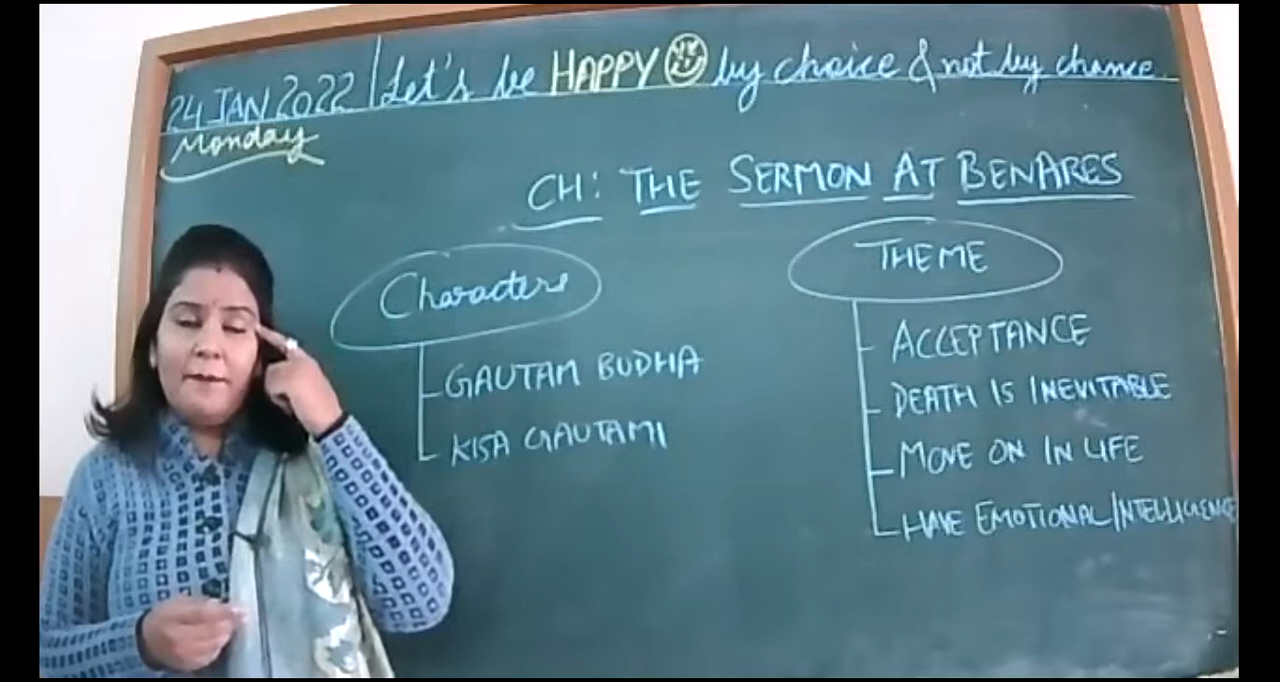 24 JAN 2022 Let's be HAPPY by choice & not by chance
Monday
CH: THE SERMON AT BENARES
Characters
GAUTAM BUDHA
KISA GAUTAMI
THEME
ACCEPTANCE
DEATH IS INEVITABLE
MOVE ON IN LIFE
HAVE EMOTIONAL INTELLIGENCE